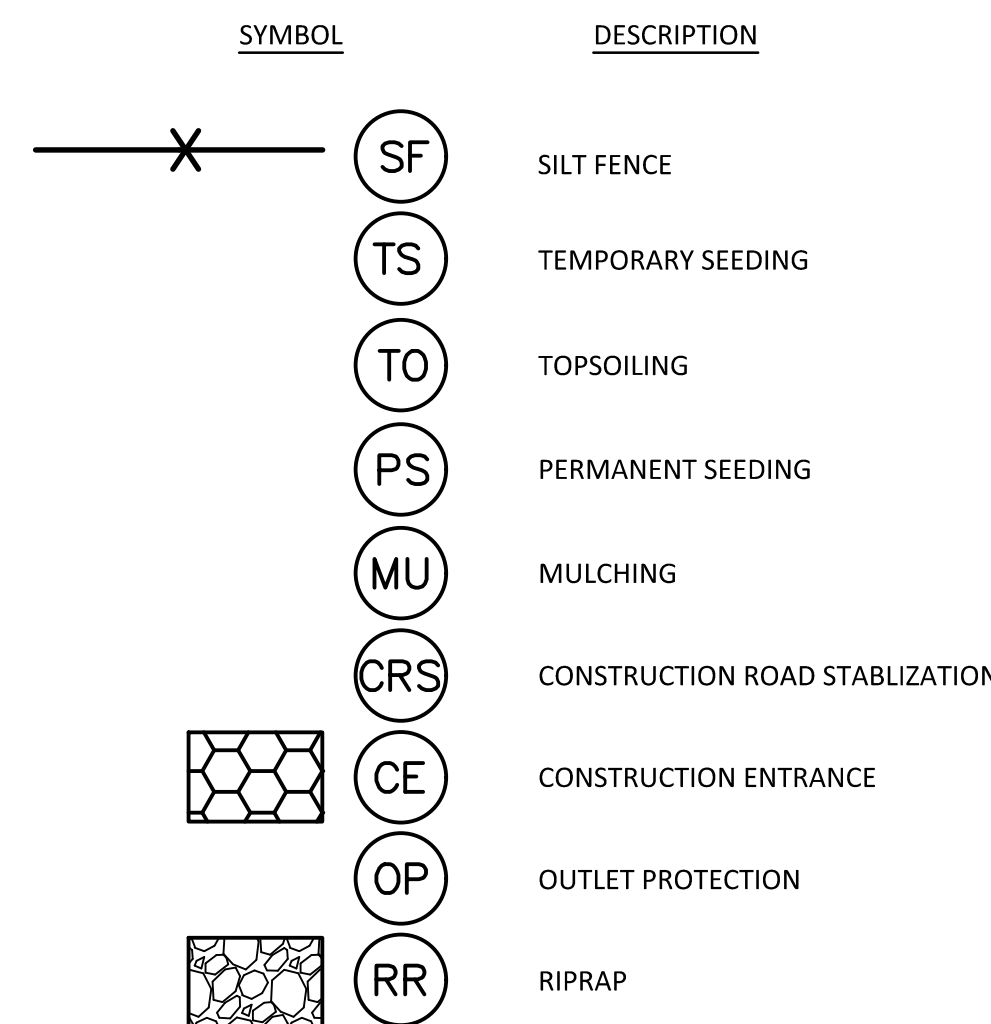 SYMBOL DESCRIPTION
SF SILT FENCE
TS TEMPORARY SEEDING
TO TOPSOILING
PS PERMANENT SEEDING
MU MULCHING
CRS CONSTRUCTION ROAD STABLIZATION
CE CONSTRUCTION ENTRANCE
OP OUTLET PROTECTION
RR RIPRAP